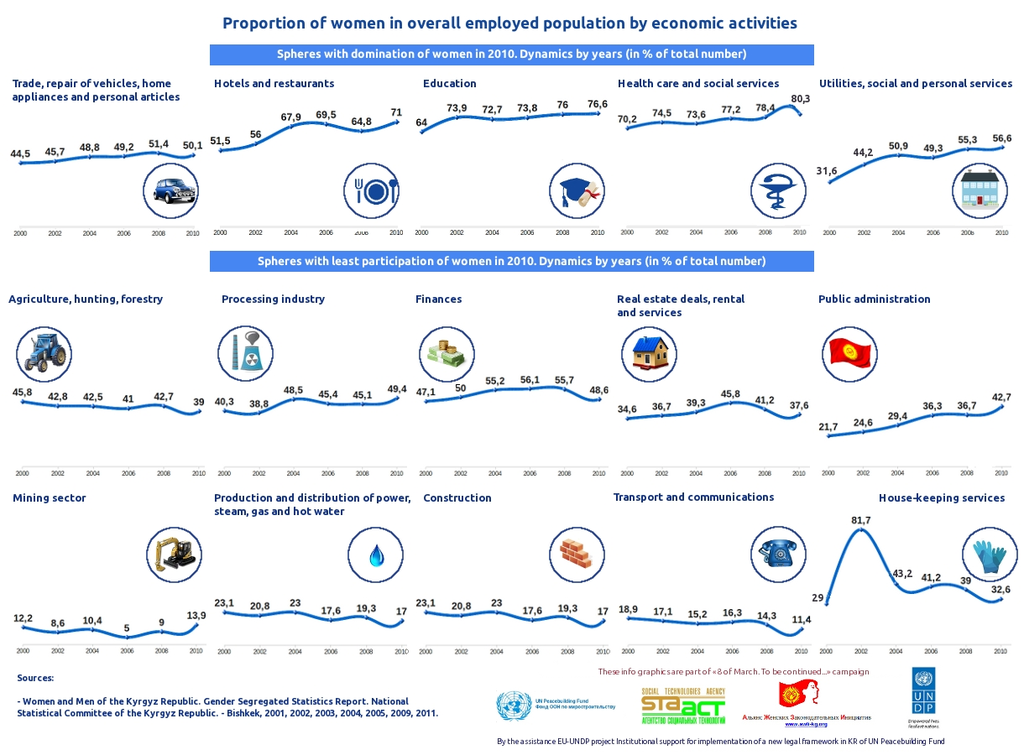 Proportion of women in overall employed population by economic activities
Spheres with domination of women in 2010. Dynamics by years (in % of total number)
Trade, repair of vehicles, home
appliances and personal articles
44,5 45,7 48,8 49,2 51,4 50,1
2000 2002 2004 2006 2008 2010
Hotels and restaurants
51,5 56 67,9 69,5 64,8 71
2000 2002 2004 2006 2008 2010
Education
64 73,9 72,7 73,8 76 76,6
2000 2002 2004 2006 2008 2010
Health care and social services
70,2 74,5 73,6 77,2 78,4 80,3
2000 2002 2004 2006 2008 2010
Utilities, social and personal services
31,6 44,2 50,9 49,3 55,3 56,6
2000 2002 2004 2006 2008 2010
Spheres with least participation of women in 2010. Dynamics by years (in % of total number)
Agriculture, hunting, forestry
45,8 42,8 42,5 41 42,7 39
2000 2002 2004 2006 2008 2010
Processing industry
40,3 38,8 48,5 45,4 45,1 49,4
2000 2002 2004 2006 2008 2010
Finances
47,1 50 55,2 56,1 55,7 48,6
2000 2002 2004 2006 2008 2010
Real estate deals, rental
and services
34,6 36,7 39,3 45,8 41,2 37,6
2000 2002 2004 2006 2008 2010
Public administration
21,7 24,6 29,4 36,3 36,7 42,7
2000 2002 2004 2006 2008 2010
Mining sector
12,2 8,6 10,4 5 9 13,9
2000 2002 2004 2006 2008 2010
Production and distribution of power,
steam, gas and hot water
23,1 20,8 23 17,6 19,3 17
2000 2002 2004 2006 2008 2010
Construction
23,1 20,8 23 17,6 19,3 17
2000 2002 2004 2006 2008 2010
Transport and communications
18,9 17,1 15,2 16,3 14,3 11,4
2000 2002 2004 2006 2008 2010
House-keeping services
29 81,7 43,2 41,2 39 32,6
2000 2002 2004 2006 2008 2010
Sources:
- Women and Men of the Kyrgyz Republic. Gender Segregated Statistics Report. National
Statistical Committee of the Kyrgyz Republic. - Bishkek, 2001, 2002, 2003, 2004, 2005, 2009, 2011.
These info graphics are part of «8 of March. To be continued...» campaign
UN Peacebuilding Fund
Фонд ООН по миростроительству
SOCIAL TECHNOLOGIES AGENCY
sta act
АГЕНТСТВО СОЦИАЛЬНЫХ ТЕХНОЛОГИЙ
Альянс Женских Законодательных Инициатив
www.wali-kg.org
UN
DP
Empowered lives.
Resilient nations.
By the assistance EU-UNDP project Institutional support for implementation of a new legal framework in KR of UN Peacebuilding Fund